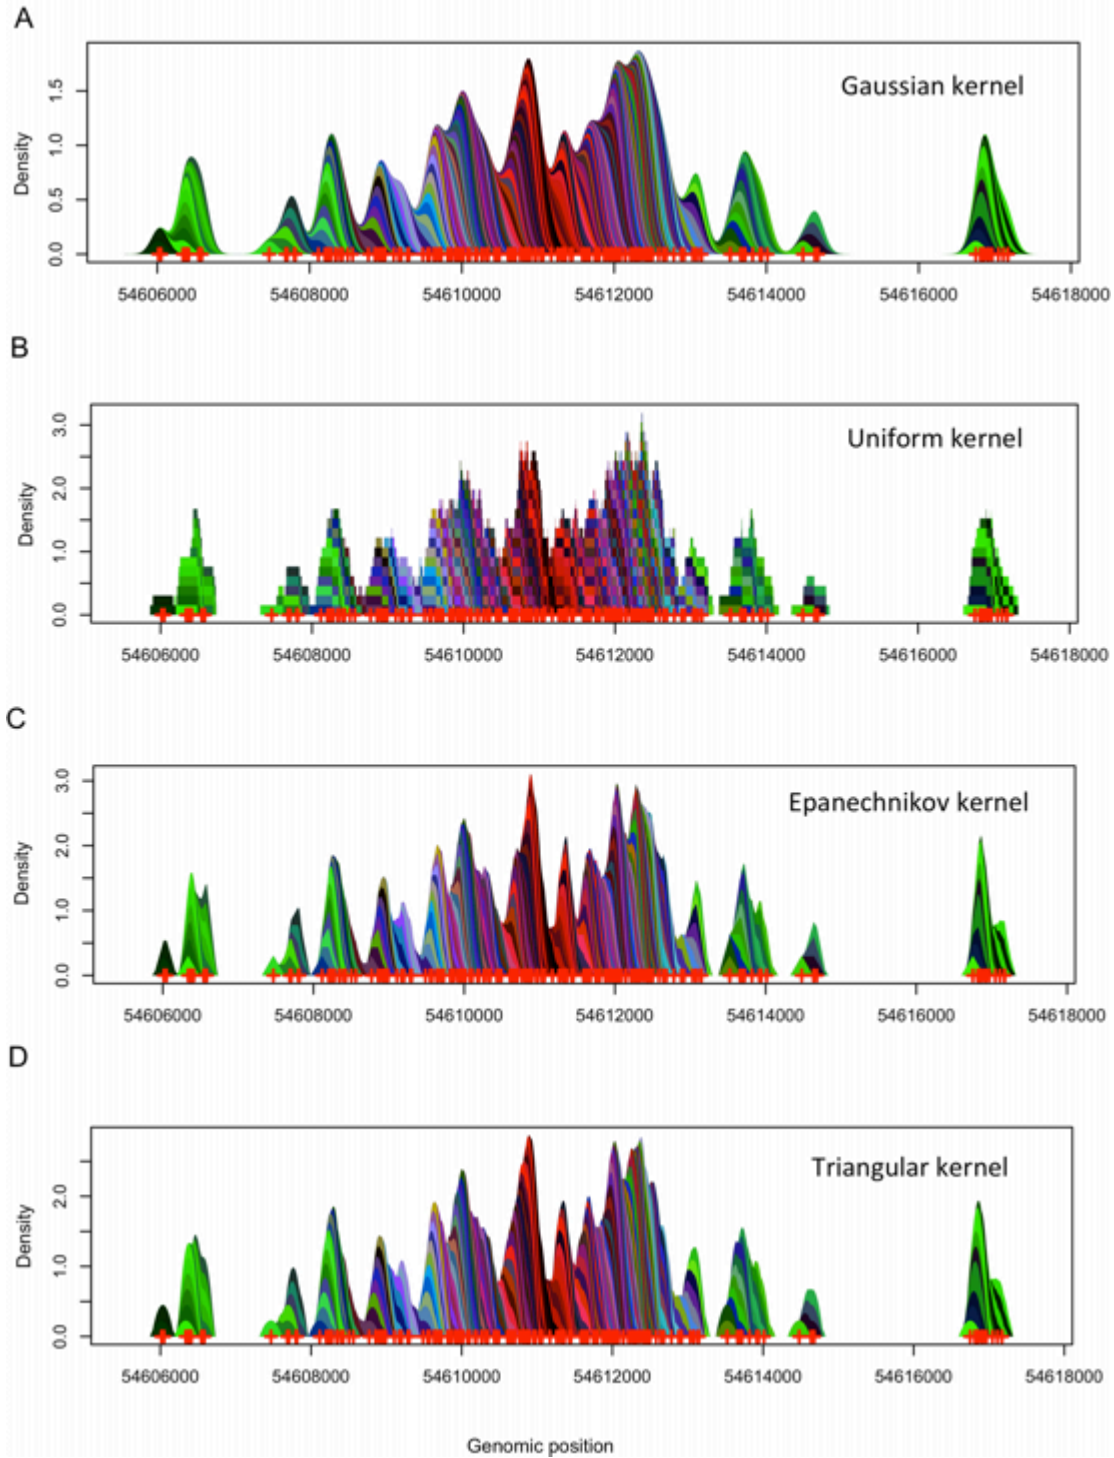 A
Gaussian kernel
Density
0.0 0.5 1.0 1.5
54606000 54608000 54610000 54612000 54614000 54616000 54618000
B
Uniform kernel
Density
0.0 1.0 2.0 3.0
54606000 54608000 54610000 54612000 54614000 54616000 54618000
C
Epanechnikov kernel
Density
0.0 1.0 2.0 3.0
54606000 54608000 54610000 54612000 54614000 54616000 54618000
D
Triangular kernel
Density
0.0 1.0 2.0
54606000 54608000 54610000 54612000 54614000 54616000 54618000
Genomic position